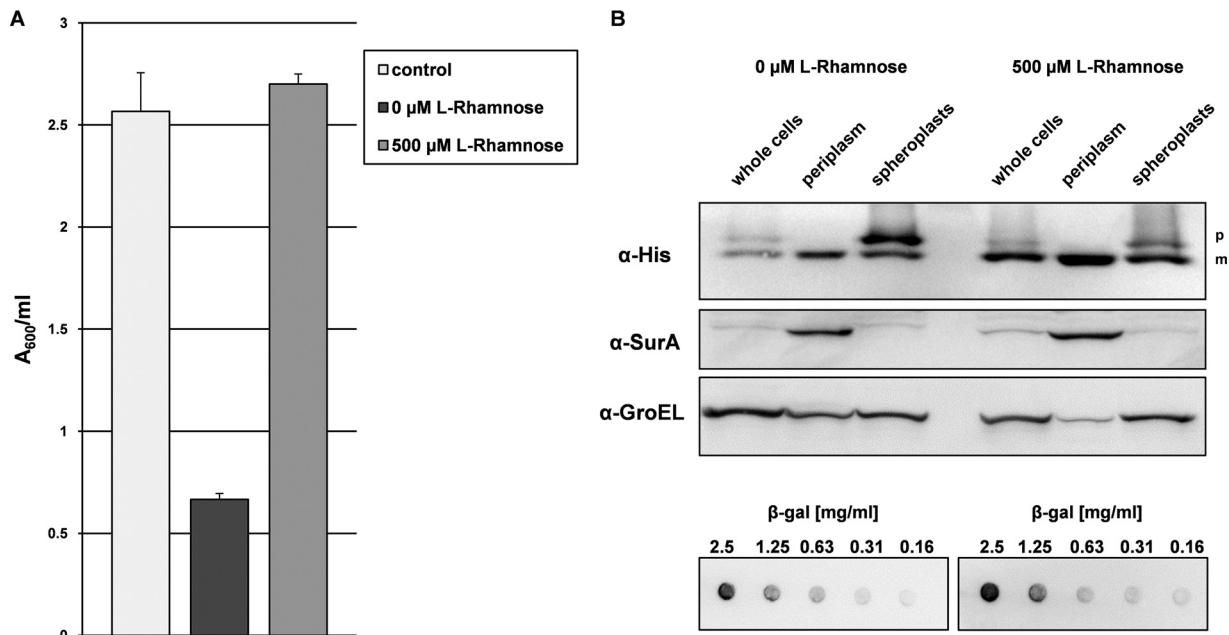 A
A600/ml
3
2.5
2
1.5
1
0.5
0
control
0 µM L-Rhamnose
500 µM L-Rhamnose
B
0 µM L-Rhamnose 500 µM L-Rhamnose
whole cells periplasm spheroplasts whole cells periplasm spheroplasts
α-His p
m
α-SurA
α-GroEL
β-gal [mg/ml] β-gal [mg/ml]
2.5 1.25 0.63 0.31 0.16 2.5 1.25 0.63 0.31 0.16